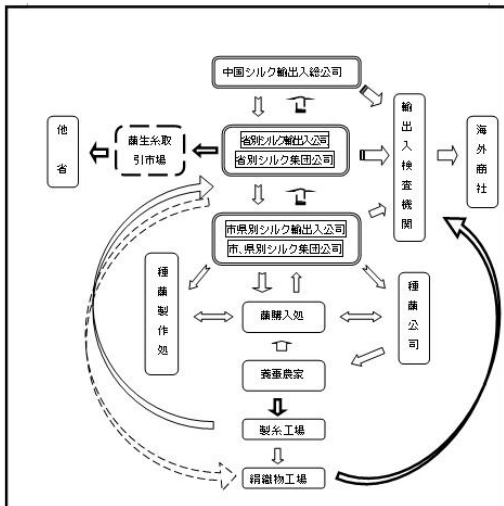 中国シルク輸出入総公司
他省
繭生糸取
引市場
省別シルク輸出入公司
省別シルク集団公司
輸出入検査機関
海外商社
市県別シルク輸出入公司
市、県別シルク集団公司
種繭製作処
繭購入処
種繭公司
養蚕農家
製糸工場
絹織物工場